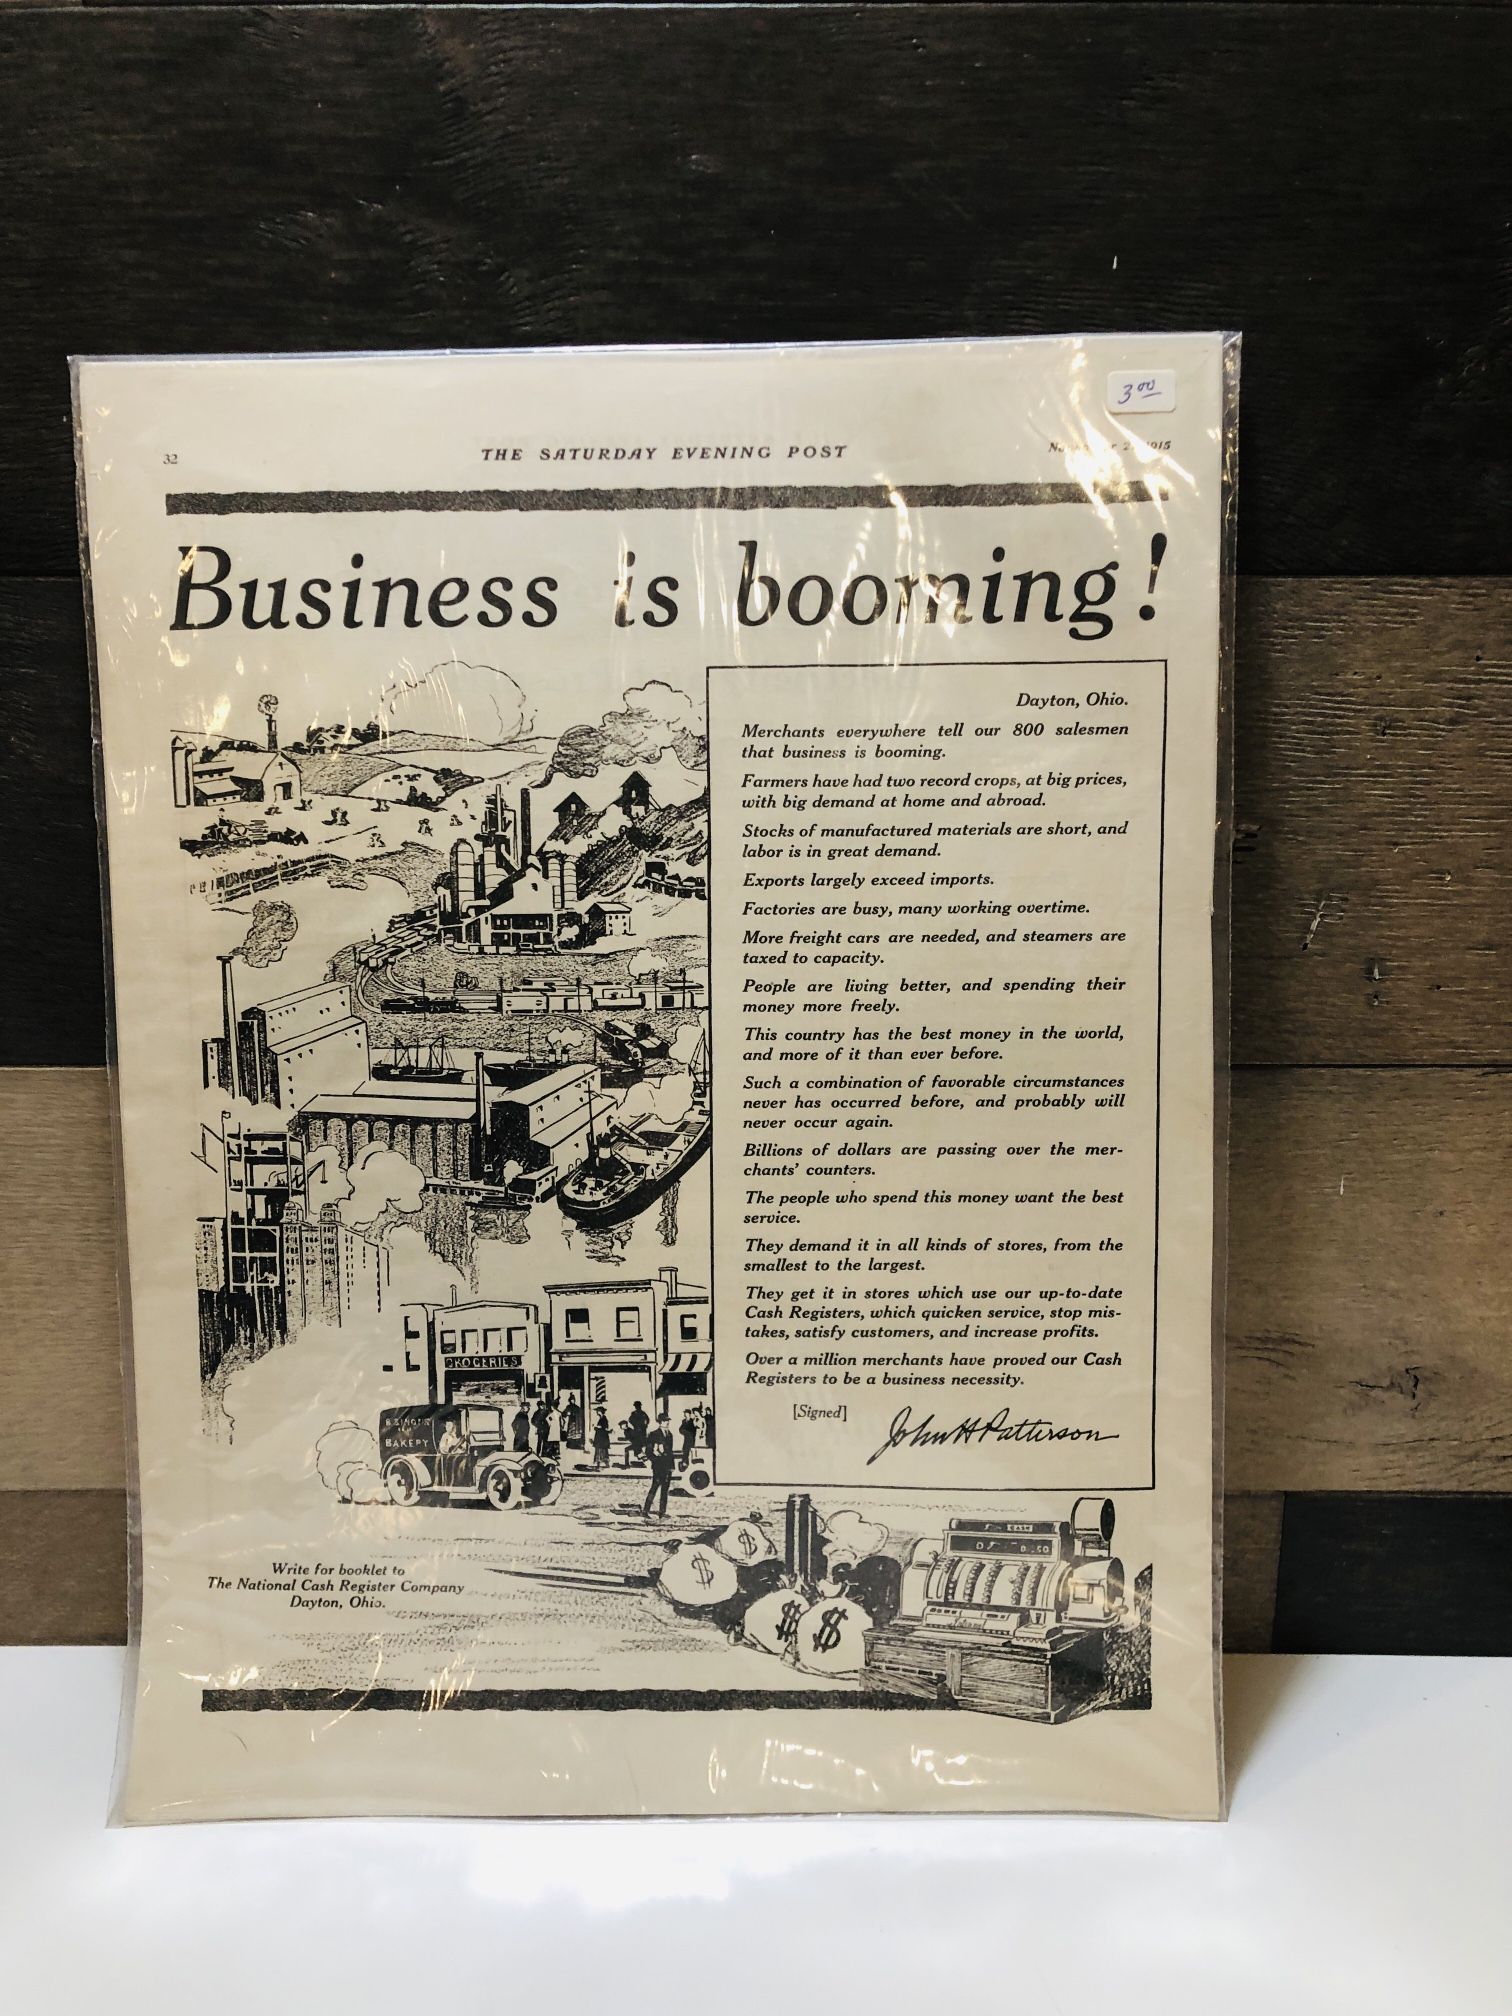 3.00
32 THE SATURDAY EVENING POST 1915
Business is booming!
Dayton, Ohio.
Merchants everywhere tell our 800 salesmen
that business is booming.
Farmers have had two record crops, at big prices,
with big demand at home and abroad.
Stocks of manufactured materials are short, and
labor is in great demand.
Exports largely exceed imports.
Factories are busy, many working overtime.
More freight cars are needed, and steamers are
taxed to capacity.
People are living better, and spending their
money more freely.
This country has the best money in the world,
and more of it than ever before.
Such a combination of favorable circumstances
never has occurred before, and probably will
never occur again.
Billions of dollars are passing over the mer-
chants' counters.
The people who spend this money want the best
service.
They demand it in all kinds of stores, from the
smallest to the largest.
They get it in stores which use our up-to-date
Cash Registers, which quicken service, stop mis-
takes, satisfy customers, and increase profits.
Over a million merchants have proved our Cash
Registers to be a business necessity.
[Signed] John H Patterson
GROCERIES
BAKERY
Write for booklet to
The National Cash Register Company
Dayton, Ohio.
$
$
$ $
CASH